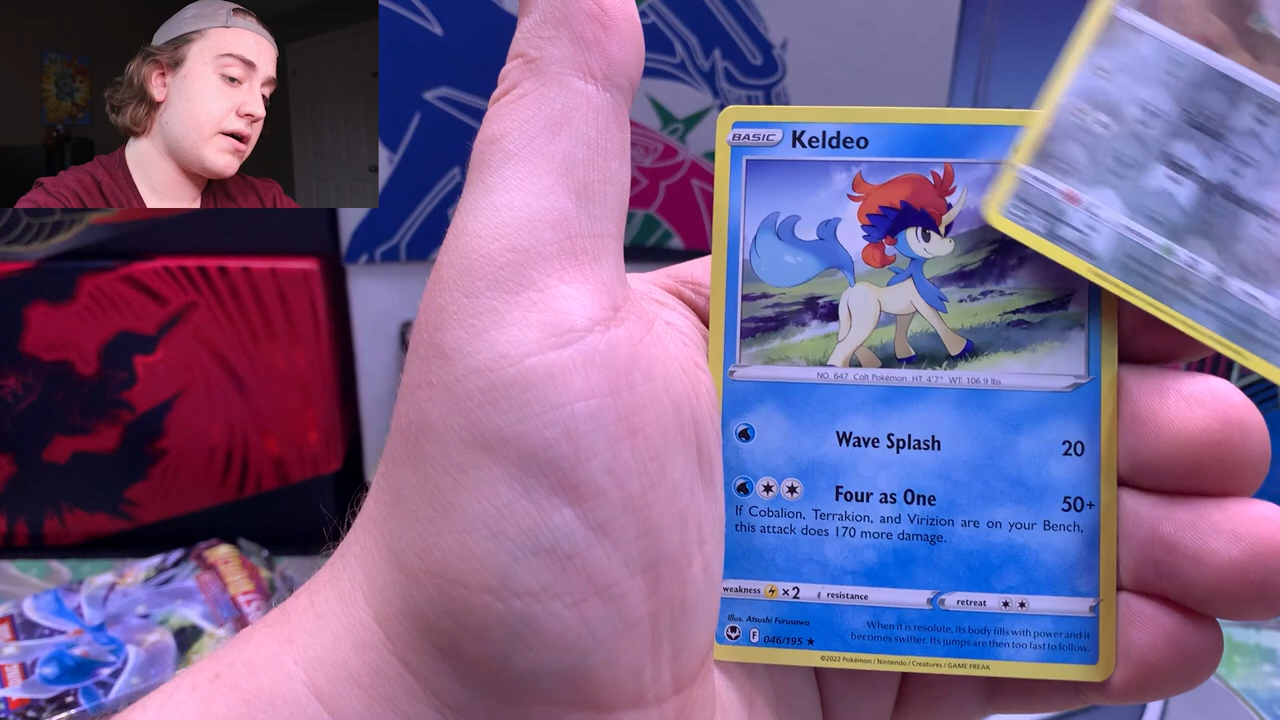 BASIC Keldeo
NO. 647 Colt Pokémon HT: 4'7" WT: 106.9 lbs.
Wave Splash 20
Four as One 50+
If Cobalion, Terrakion, and Virizion are on your Bench,
this attack does 170 more damage.
weakness ×2 resistance retreat
Illus. Atsushi Furusawa
F 046/195 ★
When it is resolute, its body fills with power and it
becomes swifter. Its jumps are then too fast to follow.
©2022 Pokémon / Nintendo / Creatures / GAME FREAK